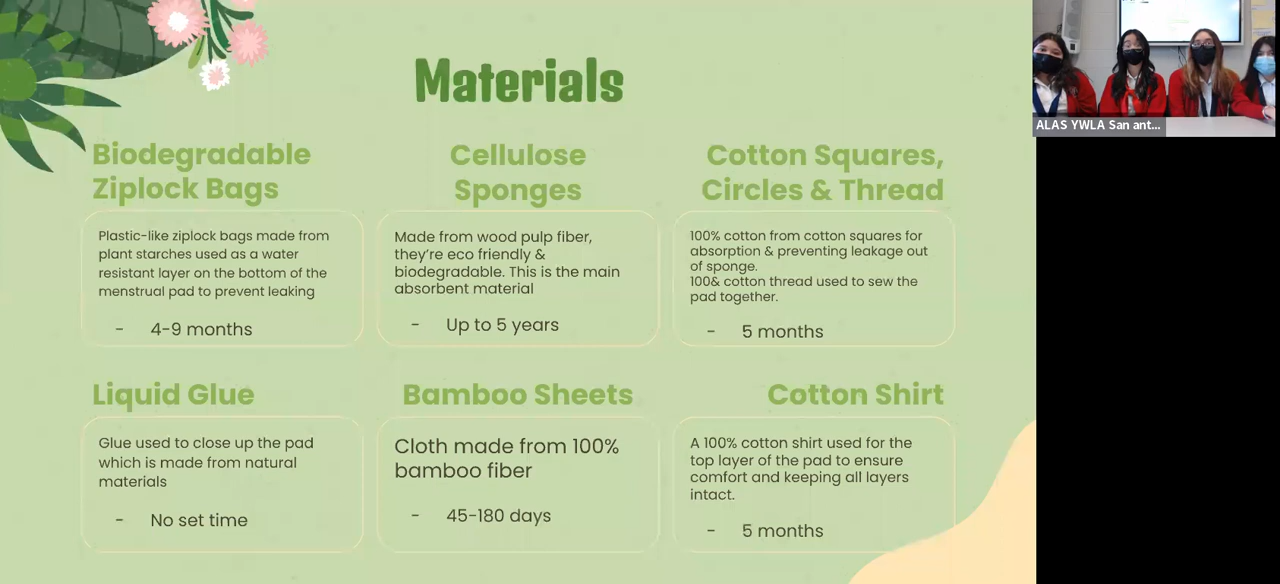 Materials
Biodegradable
Ziplock Bags
Plastic-like ziplock bags made from
plant starches used as a water
resistant layer on the bottom of the
menstrual pad to prevent leaking
- 4-9 months
Cellulose
Sponges
Made from wood pulp fiber,
they're eco friendly &
biodegradable. This is the main
absorbent material
- Up to 5 years
Cotton Squares,
Circles & Thread
100% cotton from cotton squares for
absorption & preventing leakage out
of sponge.
100& cotton thread used to sew the
pad together.
- 5 months
Liquid Glue
Glue used to close up the pad
which is made from natural
materials
- No set time
Bamboo Sheets
Cloth made from 100%
bamboo fiber
- 45-180 days
Cotton Shirt
A 100% cotton shirt used for the
top layer of the pad to ensure
comfort and keeping all layers
intact.
- 5 months
ALAS YWLA San ant...